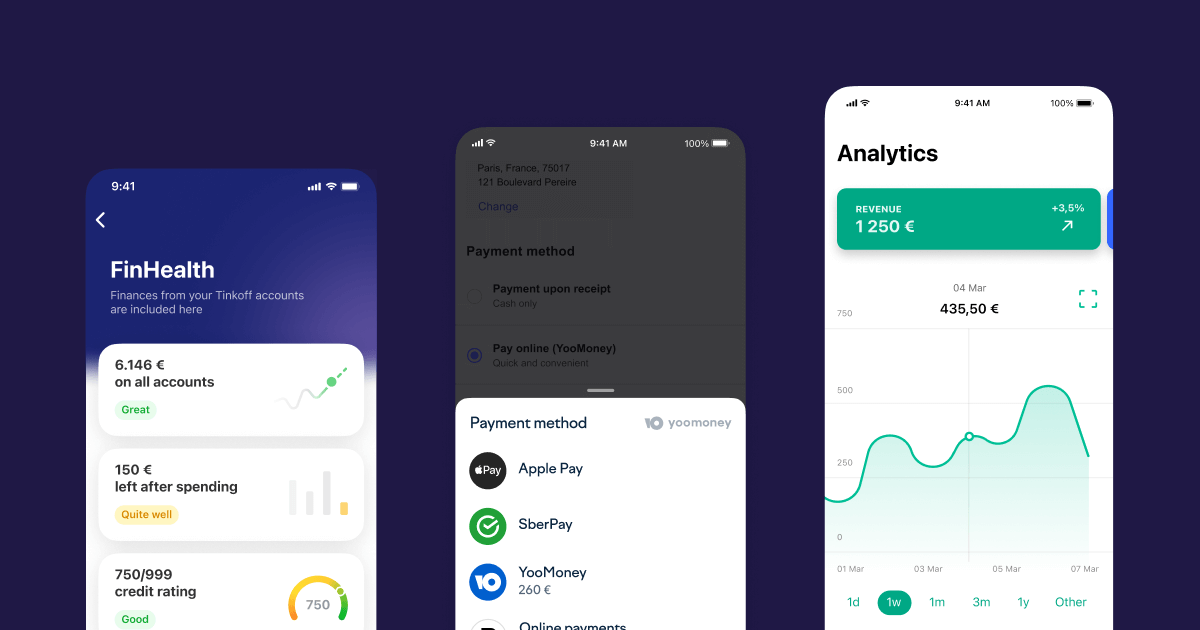 9:41
FinHealth
Finances from your Tinkoff accounts
are included here
6.146 €
on all accounts
Great
150 €
left after spending
Quite well
750/999
credit rating
Good
750
9:41 AM
100%
Paris, France, 75017
121 Boulevard Pereire
Change
Payment method
Payment upon receipt
Cash only
Pay online (YooMoney)
Quick and convenient
Payment method
yoomoney
Pay
Apple Pay
SberPay
YooMoney
260 €
Online payments
9:41 AM
100%
Analytics
REVENUE
1 250 €
+3,5%
04 Mar
435,50 €
750
500
250
0
01 Mar
03 Mar
05 Mar
07 Mar
1d
1w
1m
3m
1y
Other